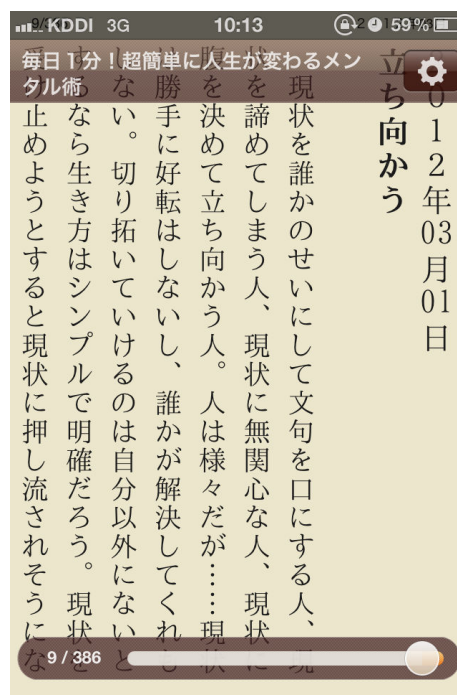 KDDI 3G 10:13 59%
毎日1分！超簡単に人生が変わるメン
タル術
012年03月01日
立ち向かう
現状を誰かのせいにして文句を口にする人、現
状を諦めてしまう人、現状に無関心な人、現状に
腹を決めて立ち向かう人。人は様々だが……現状
は勝手に好転はしないし、誰かが解決してくれ
しない。切り拓いていけるのは自分以外にないと
するなら生き方はシンプルで明確だろう。現状を
受け止めようとすると現状に押し流されそうにな
9 / 386